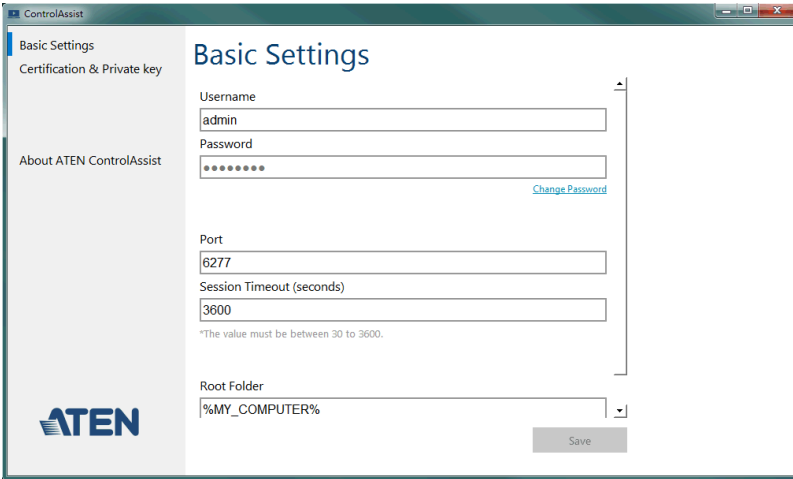 ControlAssist
Basic Settings
Certification & Private key
About ATEN ControlAssist
ATEN
Basic Settings
Username
admin
Password
Change Password
Port
6277
Session Timeout (seconds)
3600
*The value must be between 30 to 3600.
Root Folder
%MY_COMPUTER%
Save